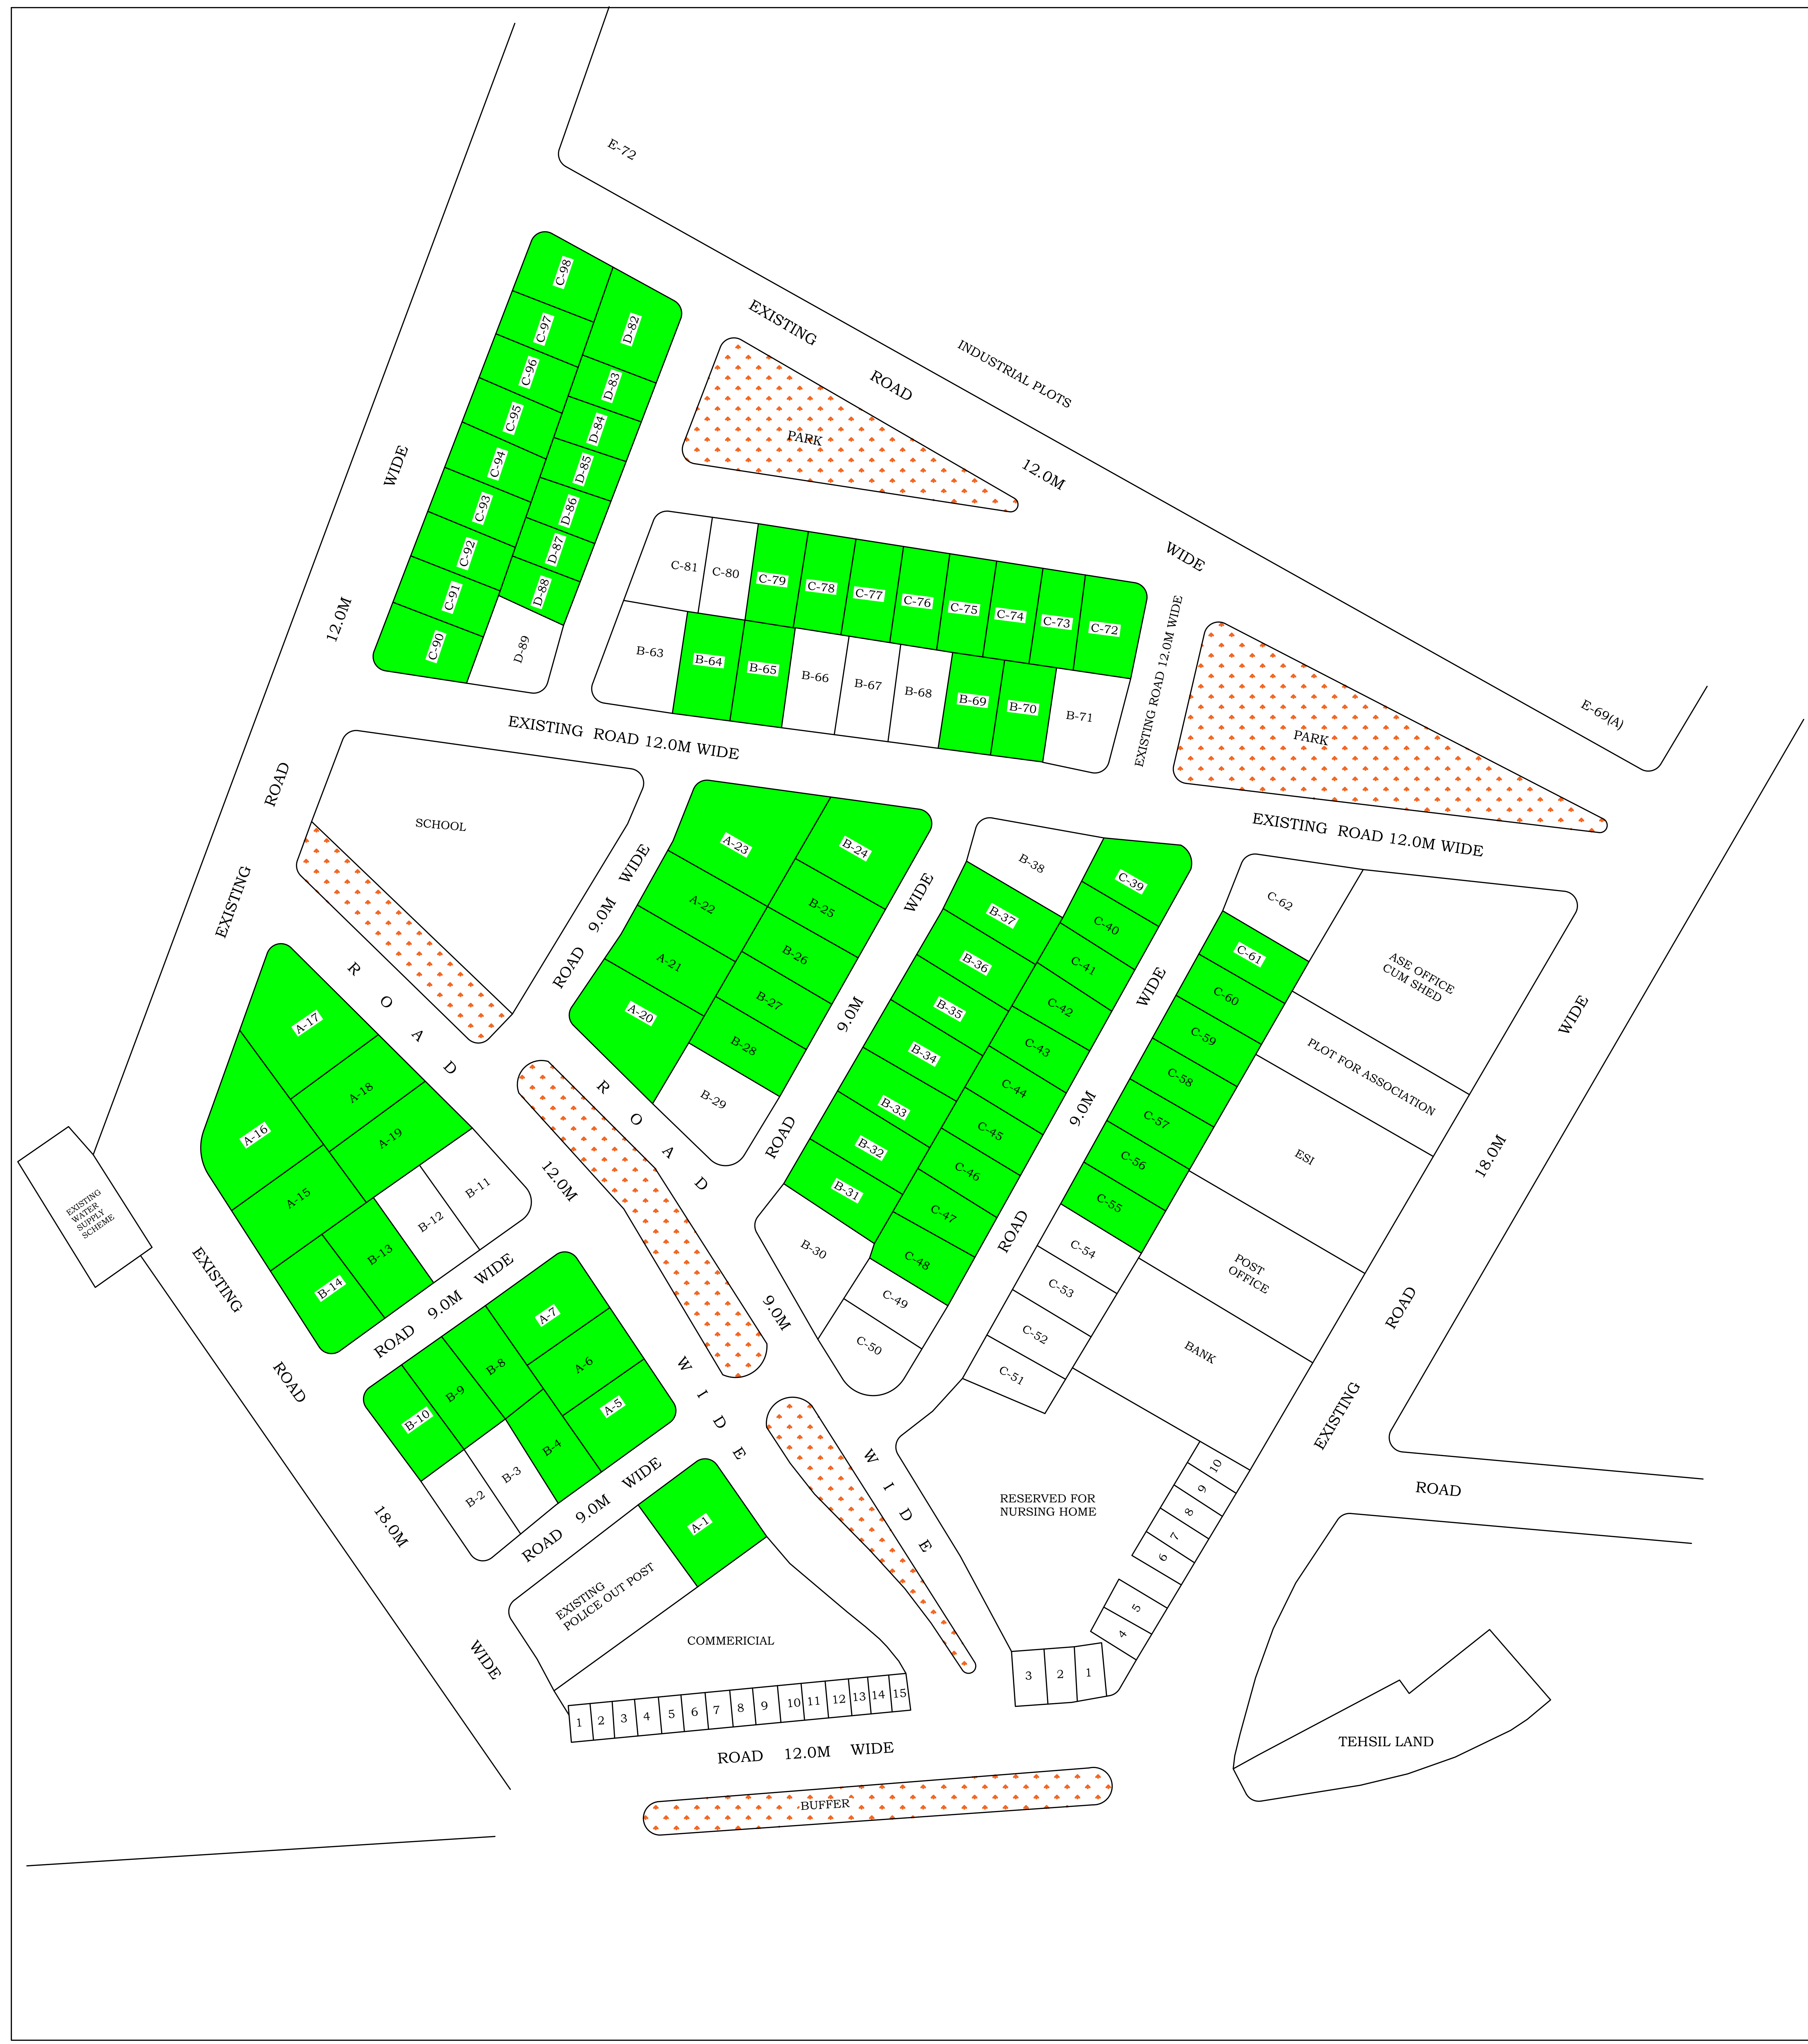 E-72
INDUSTRIAL PLOTS
EXISTING
ROAD
12.0M
WIDE
E-69(A)
C-98
C-97
C-96
C-95
C-94
C-93
C-92
C-91
C-90
D-82
D-83
D-84
D-85
D-86
D-87
D-88
D-89
PARK
C-81
C-80
C-79
C-78
C-77
C-76
C-75
C-74
C-73
C-72
B-63
B-64
B-65
B-66
B-67
B-68
B-69
B-70
B-71
EXISTING ROAD 12.0M WIDE
PARK
WIDE
12.0M
ROAD
EXISTING
EXISTING ROAD 12.0M WIDE
EXISTING ROAD 12.0M WIDE
SCHOOL
ROAD 9.0M WIDE
A-23
A-22
A-21
A-20
B-24
B-25
B-26
B-27
B-28
B-29
WIDE
9.0M
ROAD
B-38
B-37
B-36
B-35
B-34
B-33
B-32
B-31
B-30
C-39
C-40
C-41
C-42
C-43
C-44
C-45
C-46
C-47
C-48
C-49
C-50
WIDE
9.0M
ROAD
C-62
C-61
C-60
C-59
C-58
C-57
C-56
C-55
C-54
C-53
C-52
C-51
ASE OFFICE
CUM SHED
PLOT FOR ASSOCIATION
ESI
POST
OFFICE
BANK
WIDE
18.0M
ROAD
EXISTING
ROAD
RESERVED FOR
NURSING HOME
10
9
8
7
6
5
4
3
2
1
TEHSIL LAND
A-17
A-18
A-19
A-16
A-15
B-14
B-13
B-12
B-11
ROAD
12.0M
WIDE
ROAD
9.0M
WIDE
EXISTING
WATER
SUPPLY
SCHEME
EXISTING
ROAD
18.0M
WIDE
ROAD 9.0M WIDE
A-7
A-6
A-5
B-8
B-9
B-10
B-4
B-3
B-2
ROAD 9.0M WIDE
A-1
EXISTING
POLICE OUT POST
COMMERICIAL
1
2
3
4
5
6
7
8
9
10
11
12
13
14
15
ROAD 12.0M WIDE
BUFFER